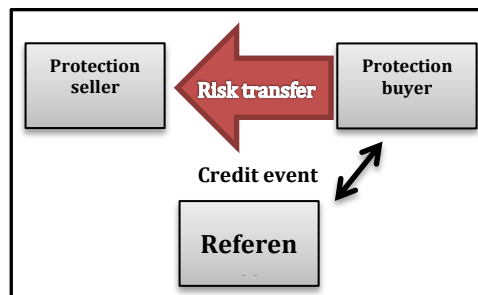 Protection
seller
Risk transfer
Protection
buyer
Credit event
Referen